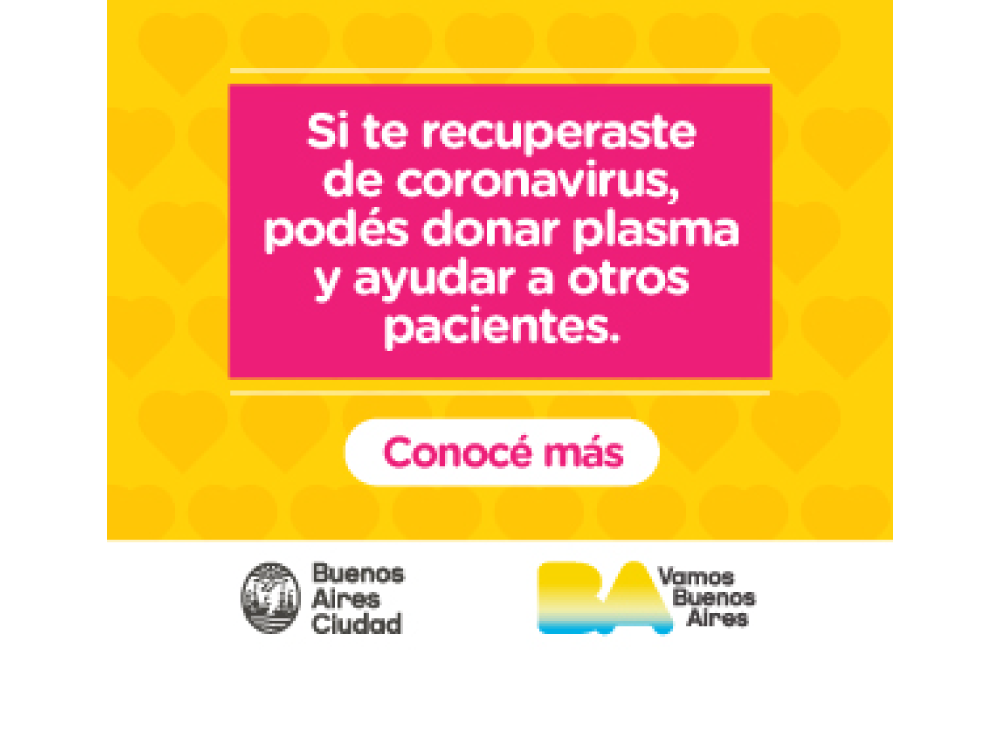 Si te recuperaste
de coronavirus,
podés donar plasma
y ayudar a otros
pacientes.
Conocé más
Buenos
Aires
Ciudad
BA
Vamos
Buenos
Aires